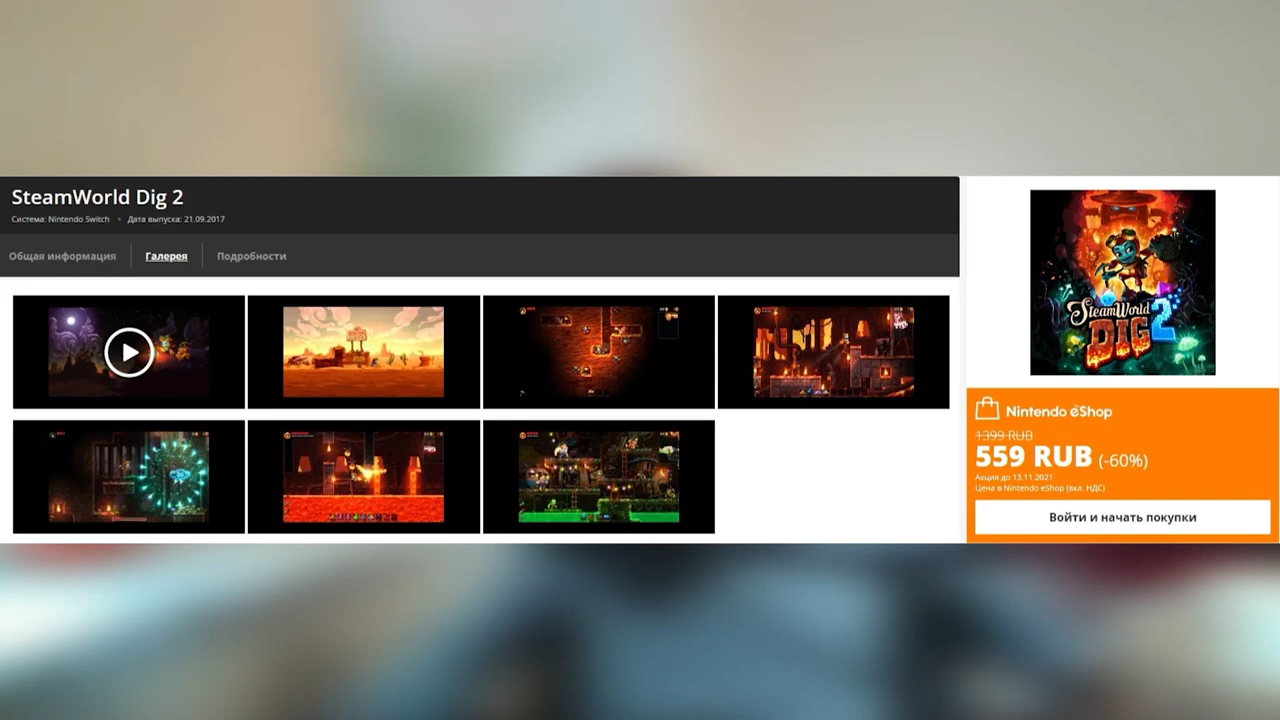 SteamWorld Dig 2
Система: Nintendo Switch • Дата выпуска: 21.09.2017
Общая информация
Галерея
Подробности
SteamWorld
DIG 2
Nintendo eShop
1399 RUB
559 RUB (-60%)
Акция до 13.11.2021
Цена в Nintendo eShop (вкл. НДС)
Войти и начать покупки